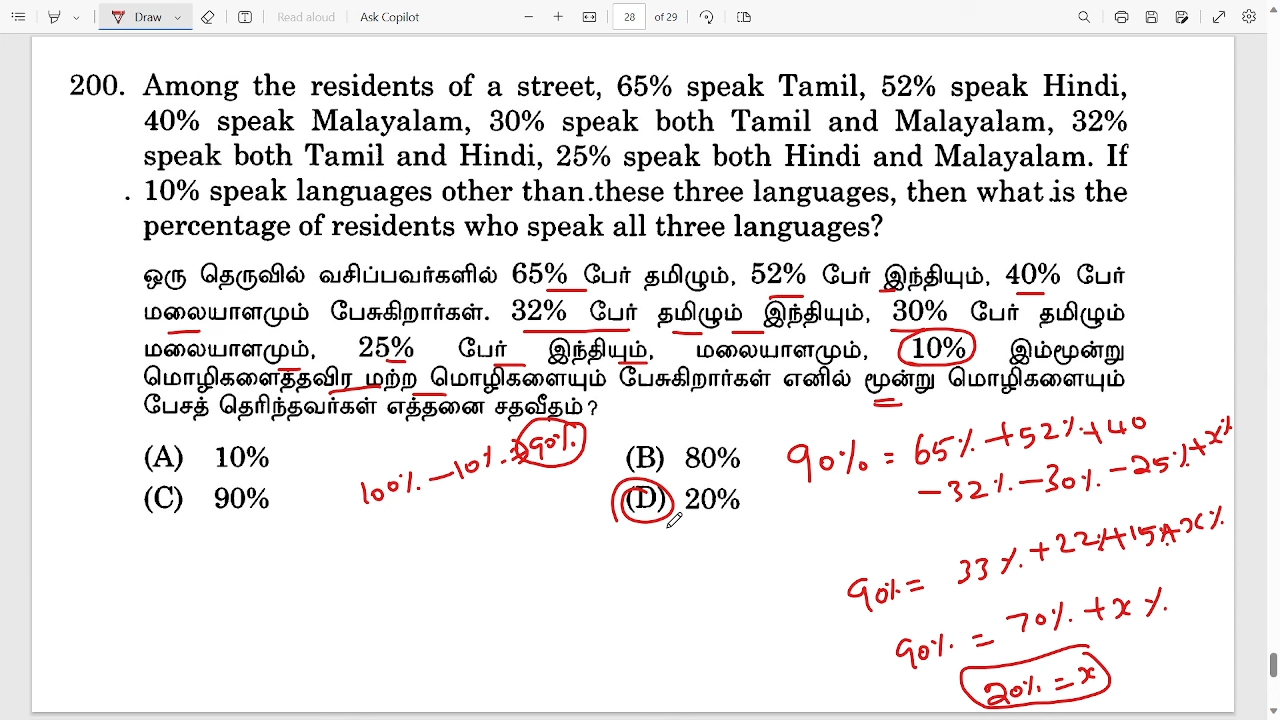 Draw
Read aloud
Ask Copilot
28
of 29
200. Among the residents of a street, 65% speak Tamil, 52% speak Hindi,
40% speak Malayalam, 30% speak both Tamil and Malayalam, 32%
speak both Tamil and Hindi, 25% speak both Hindi and Malayalam. If
10% speak languages other than these three languages, then what is the
percentage of residents who speak all three languages?
ஒரு தெருவில் வசிப்பவர்களில் 65% பேர் தமிழும், 52% பேர் இந்தியும், 40% பேர்
மலையாளமும் பேசுகிறார்கள். 32% பேர் தமிழும் இந்தியும், 30% பேர் தமிழும்
மலையாளமும், 25% பேர் இந்தியும், மலையாளமும், 10% இம்மூன்று
மொழிகளைத்தவிர மற்ற மொழிகளையும் பேசுகிறார்கள் எனில் மூன்று மொழிகளையும்
பேசத் தெரிந்தவர்கள் எத்தனை சதவீதம்?
(A) 10%
(B) 80%
(C) 90%
(D) 20%
100% - 10% = 90%
90% = 65% + 52% + 40
- 32% - 30% - 25% + x%
90% = 33% + 22% + 15% + x%
90% = 70% + x%
20% = x